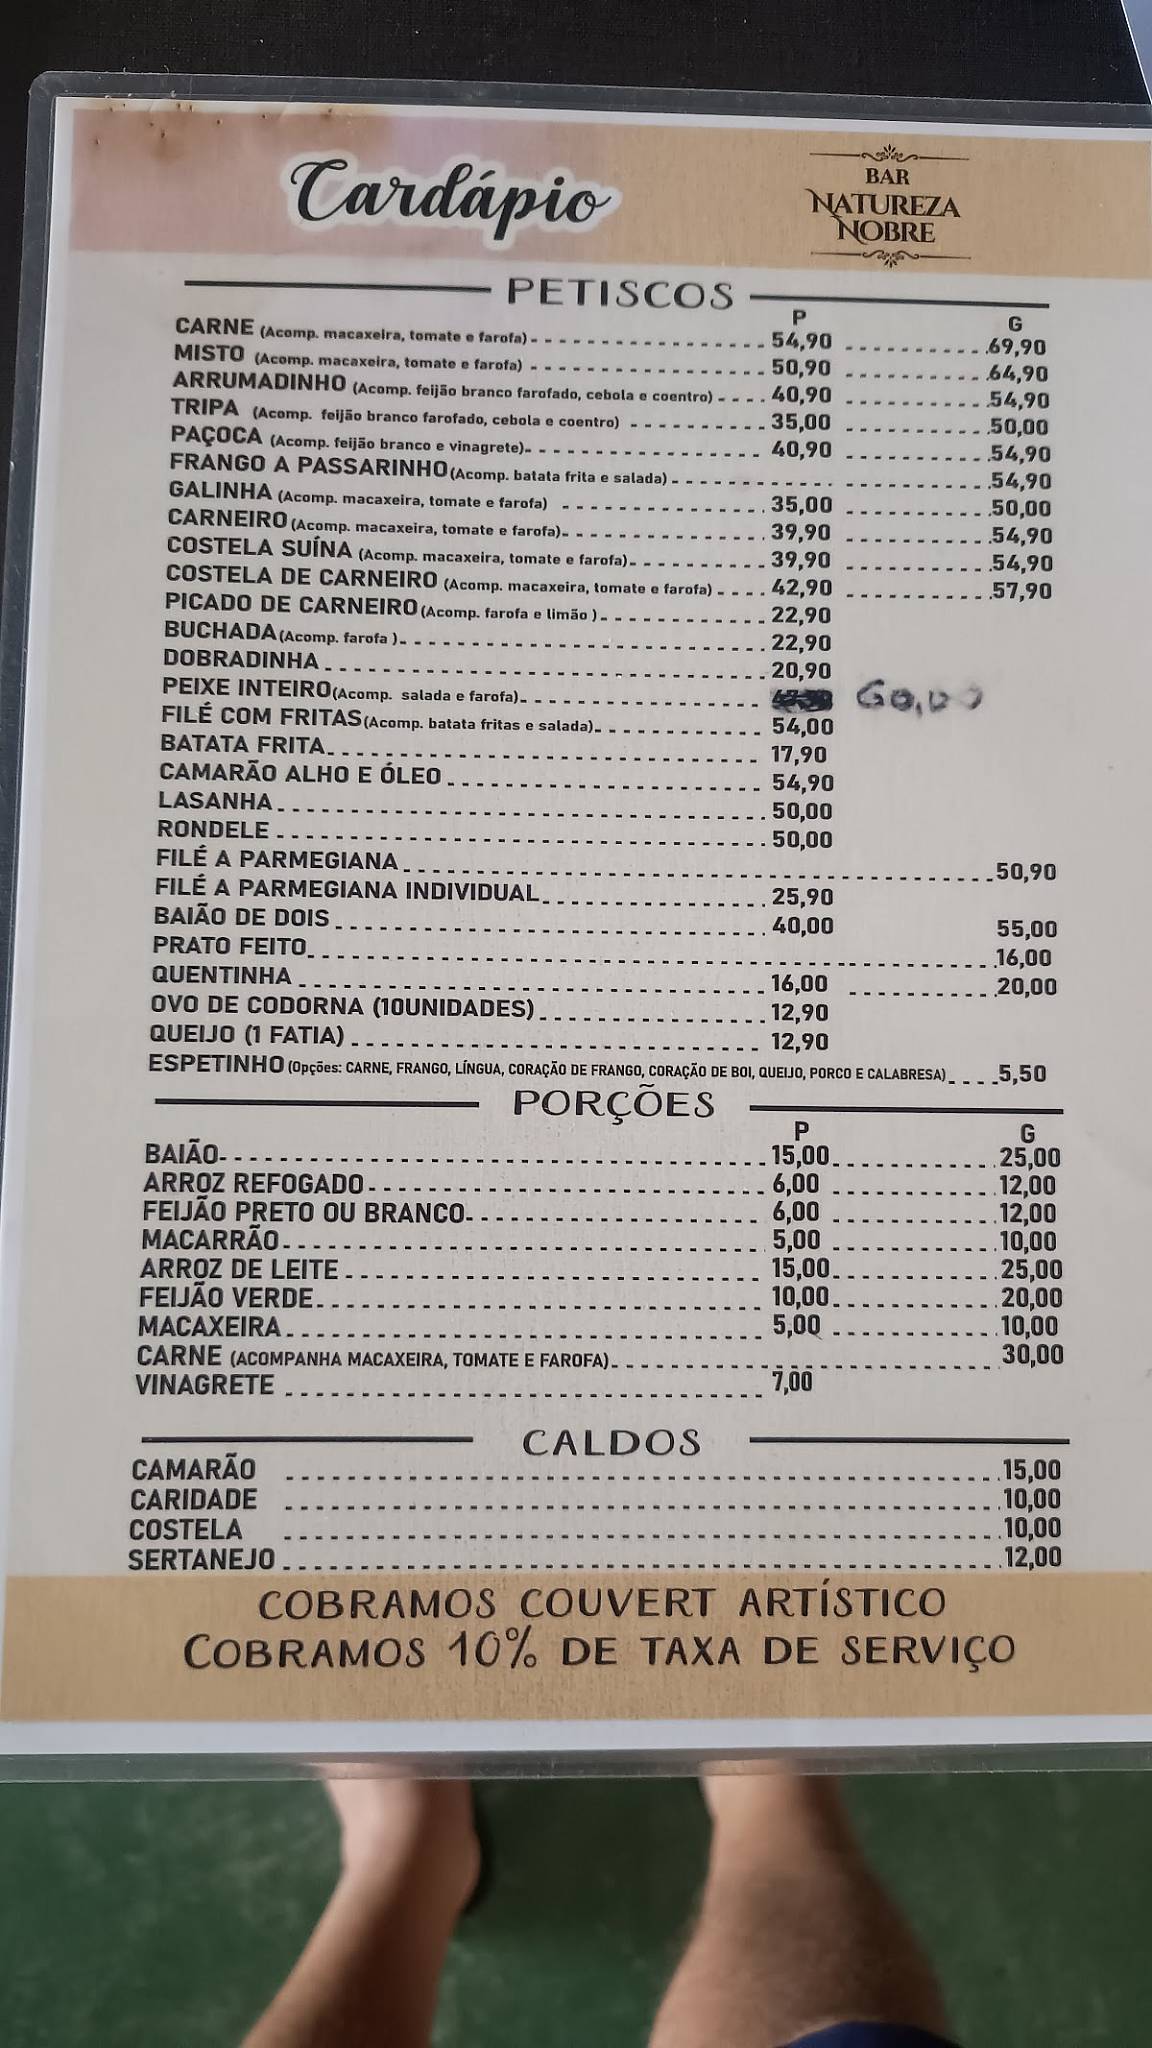 Cardápio
BAR
NATUREZA
NOBRE
PETISCOS
P G
CARNE (Acomp. macaxeira, tomate e farofa) 54,90 69,90
MISTO (Acomp. macaxeira, tomate e farofa) 50,90 64,90
ARRUMADINHO (Acomp. feijão branco farofado, cebola e coentro) 40,90 54,90
TRIPA (Acomp. feijão branco farofado, cebola e coentro) 35,00 50,00
PAÇOCA (Acomp. feijão branco e vinagrete) 40,90 54,90
FRANGO A PASSARINHO (Acomp. batata frita e salada) 54,90
GALINHA (Acomp. macaxeira, tomate e farofa) 35,00 50,00
CARNEIRO (Acomp. macaxeira, tomate e farofa) 39,90 54,90
COSTELA SUÍNA (Acomp. macaxeira, tomate e farofa) 39,90 54,90
COSTELA DE CARNEIRO (Acomp. macaxeira, tomate e farofa) 42,90 57,90
PICADO DE CARNEIRO (Acomp. farofa e limão ) 22,90
BUCHADA (Acomp. farofa ) 22,90
DOBRADINHA 20,90
PEIXE INTEIRO (Acomp. salada e farofa) 60,00
FILÉ COM FRITAS (Acomp. batata fritas e salada) 54,00
BATATA FRITA 17,90
CAMARÃO ALHO E ÓLEO 54,90
LASANHA 50,00
RONDELE 50,00
FILÉ A PARMEGIANA 50,90
FILÉ A PARMEGIANA INDIVIDUAL 25,90
BAIÃO DE DOIS 40,00 55,00
PRATO FEITO 16,00
QUENTINHA 16,00 20,00
OVO DE CODORNA (10UNIDADES) 12,90
QUEIJO (1 FATIA) 12,90
ESPETINHO (Opções: CARNE, FRANGO, LÍNGUA, CORAÇÃO DE FRANGO, CORAÇÃO DE BOI, QUEIJO, PORCO E CALABRESA) 5,50
PORÇÕES
P G
BAIÃO 15,00 25,00
ARROZ REFOGADO 6,00 12,00
FEIJÃO PRETO OU BRANCO 6,00 12,00
MACARRÃO 5,00 10,00
ARROZ DE LEITE 15,00 25,00
FEIJÃO VERDE 10,00 20,00
MACAXEIRA 5,00 10,00
CARNE (ACOMPANHA MACAXEIRA, TOMATE E FAROFA) 30,00
VINAGRETE 7,00
CALDOS
CAMARÃO 15,00
CARIDADE 10,00
COSTELA 10,00
SERTANEJO 12,00
COBRAMOS COUVERT ARTÍSTICO
COBRAMOS 10% DE TAXA DE SERVIÇO